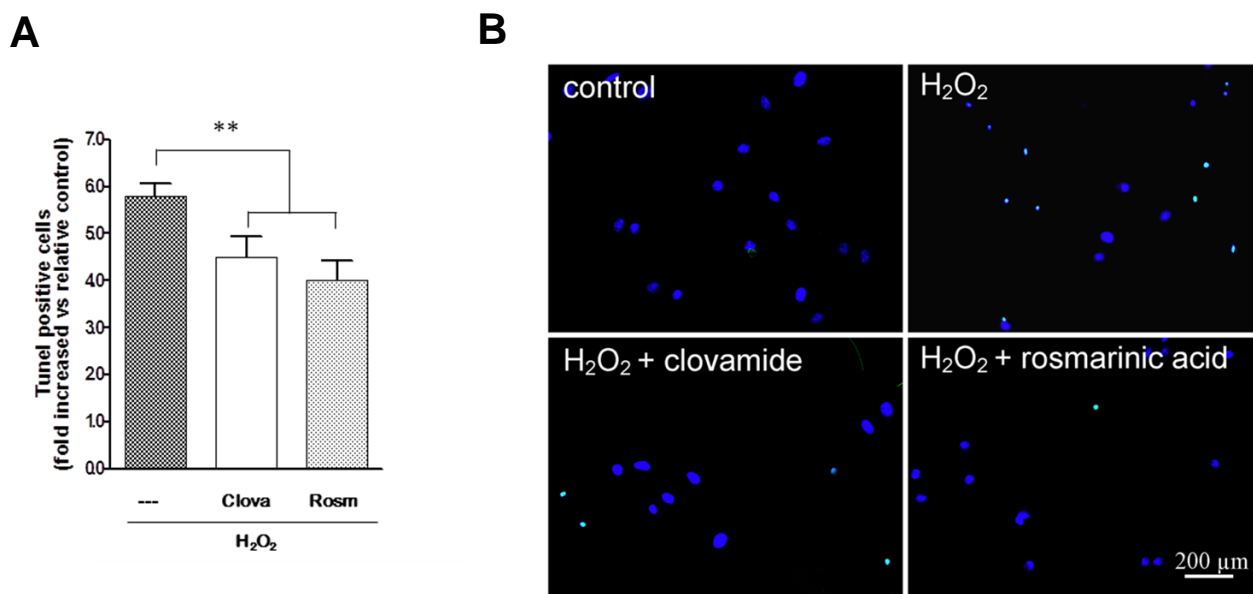 A
B
**
7.0
6.0
5.0
4.0
3.0
2.0
1.0
0.0
Tunel positive cells
(fold increased vs relative control)
---
Clova
Rosm
H₂O₂
control
H₂O₂
H₂O₂ + clovamide
H₂O₂ + rosmarinic acid
200 µm